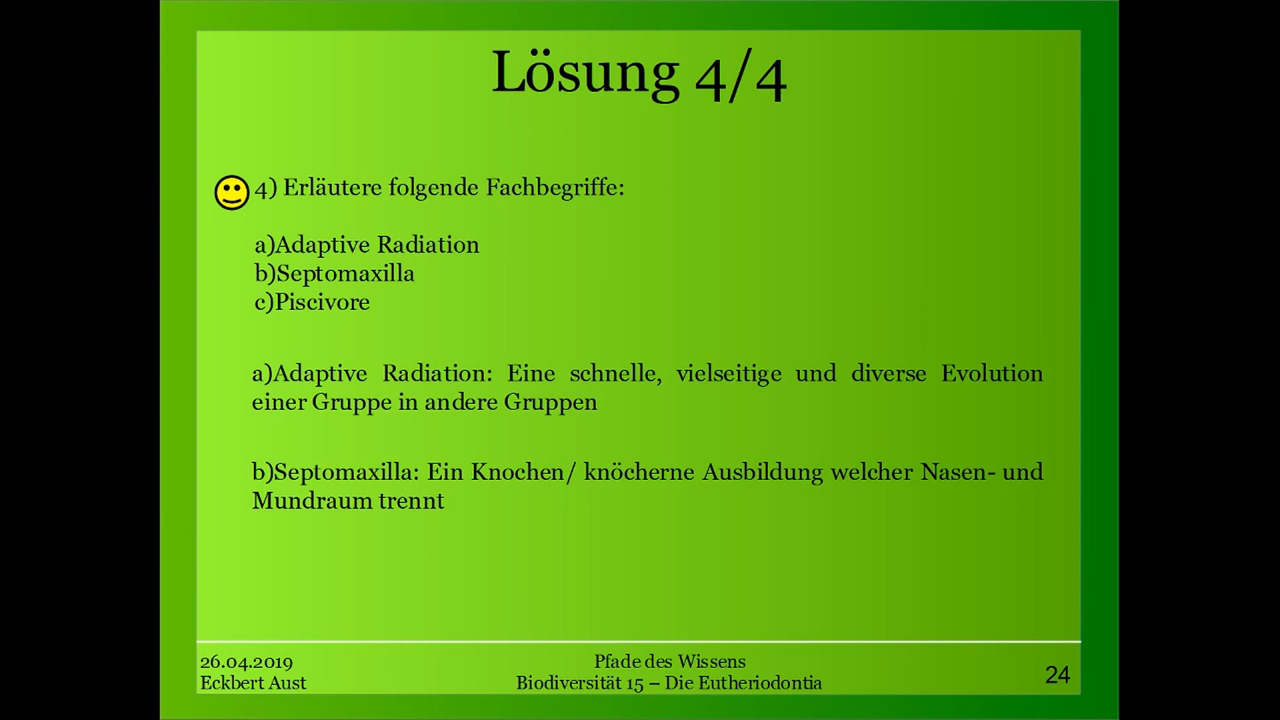 Lösung 4/4
4) Erläutere folgende Fachbegriffe:
a)Adaptive Radiation
b)Septomaxilla
c)Piscivore
a)Adaptive Radiation: Eine schnelle, vielseitige und diverse Evolution
einer Gruppe in andere Gruppen
b)Septomaxilla: Ein Knochen/ knöcherne Ausbildung welcher Nasen- und
Mundraum trennt
26.04.2019
Eckbert Aust
Pfade des Wissens
Biodiversität 15 – Die Eutheriodontia
24